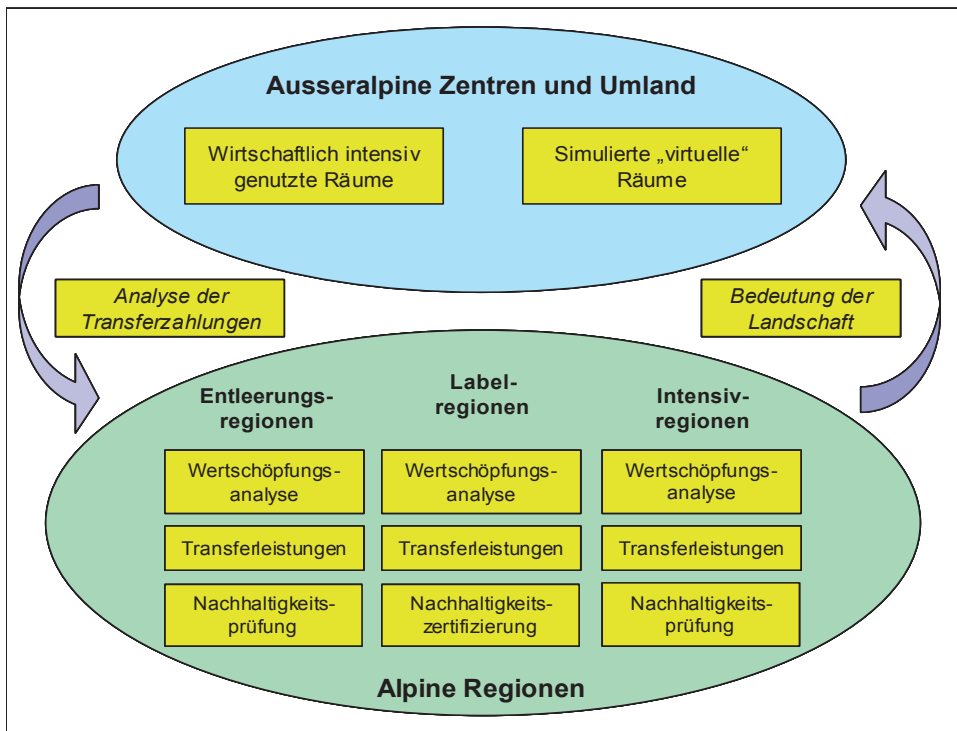 Ausseralpine Zentren und Umland
Wirtschaftlich intensiv
genutzte Räume
Simulierte „virtuelle“
Räume
Analyse der
Transferzahlungen
Bedeutung der
Landschaft
Entleerungs-
regionen
Label-
regionen
Intensiv-
regionen
Wertschöpfungs-
analyse
Wertschöpfungs-
analyse
Wertschöpfungs-
analyse
Transferleistungen
Transferleistungen
Transferleistungen
Nachhaltigkeits-
prüfung
Nachhaltigkeits-
zertifizierung
Nachhaltigkeits-
prüfung
Alpine Regionen